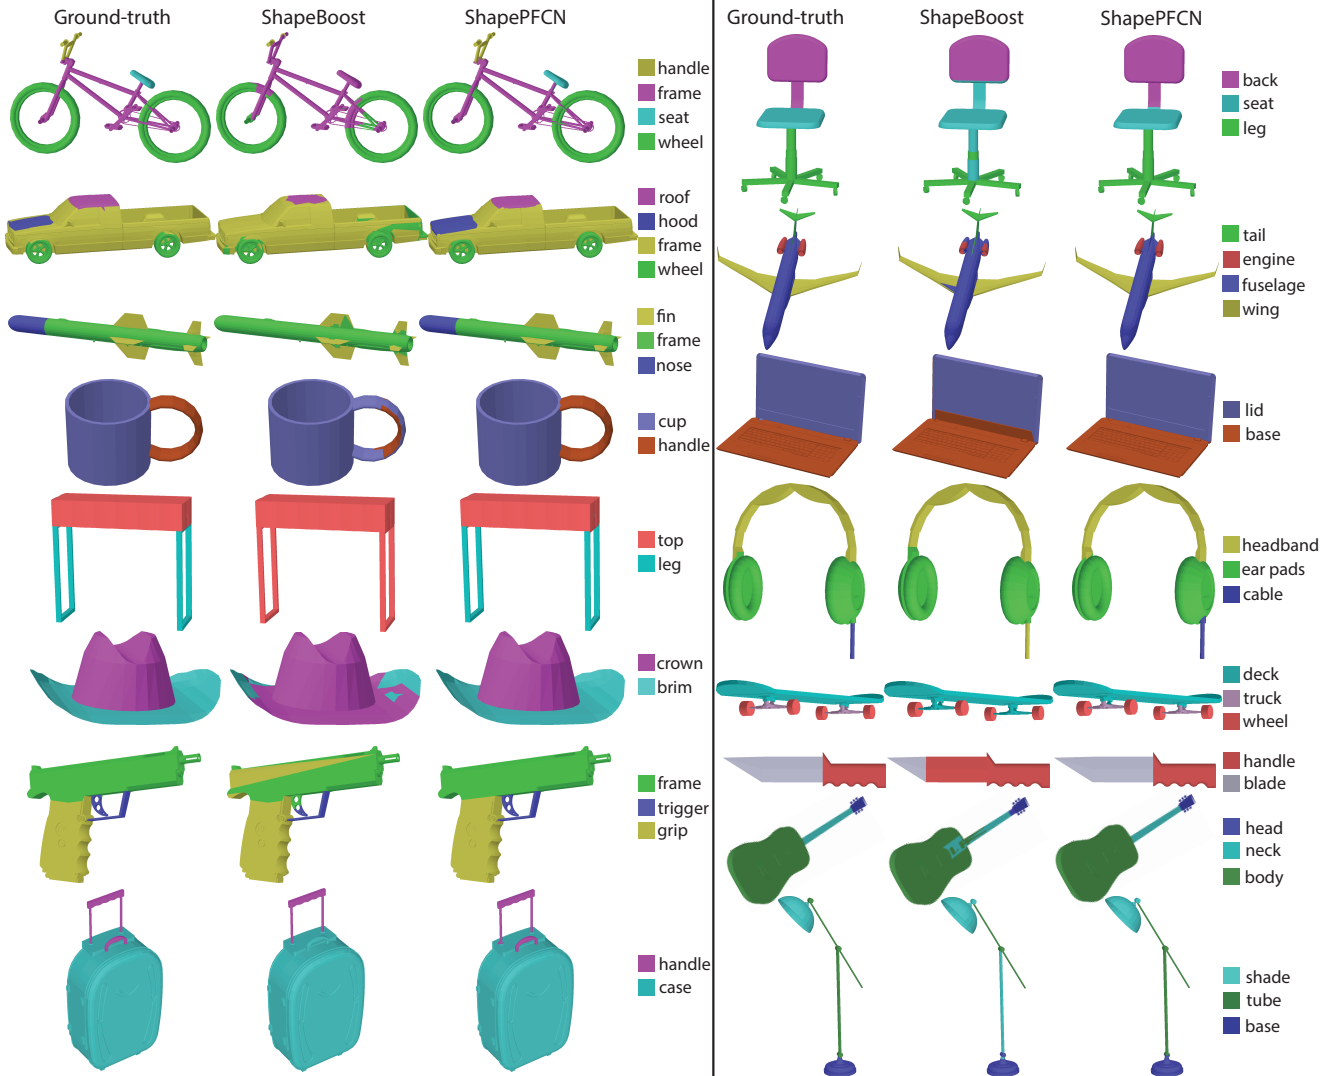 Ground-truth
ShapeBoost
ShapePFCN
handle
frame
seat
wheel
roof
hood
frame
wheel
fin
frame
nose
cup
handle
top
leg
crown
brim
frame
trigger
grip
handle
case
Ground-truth
ShapeBoost
ShapePFCN
back
seat
leg
tail
engine
fuselage
wing
lid
base
headband
ear pads
cable
deck
truck
wheel
handle
blade
head
neck
body
shade
tube
base